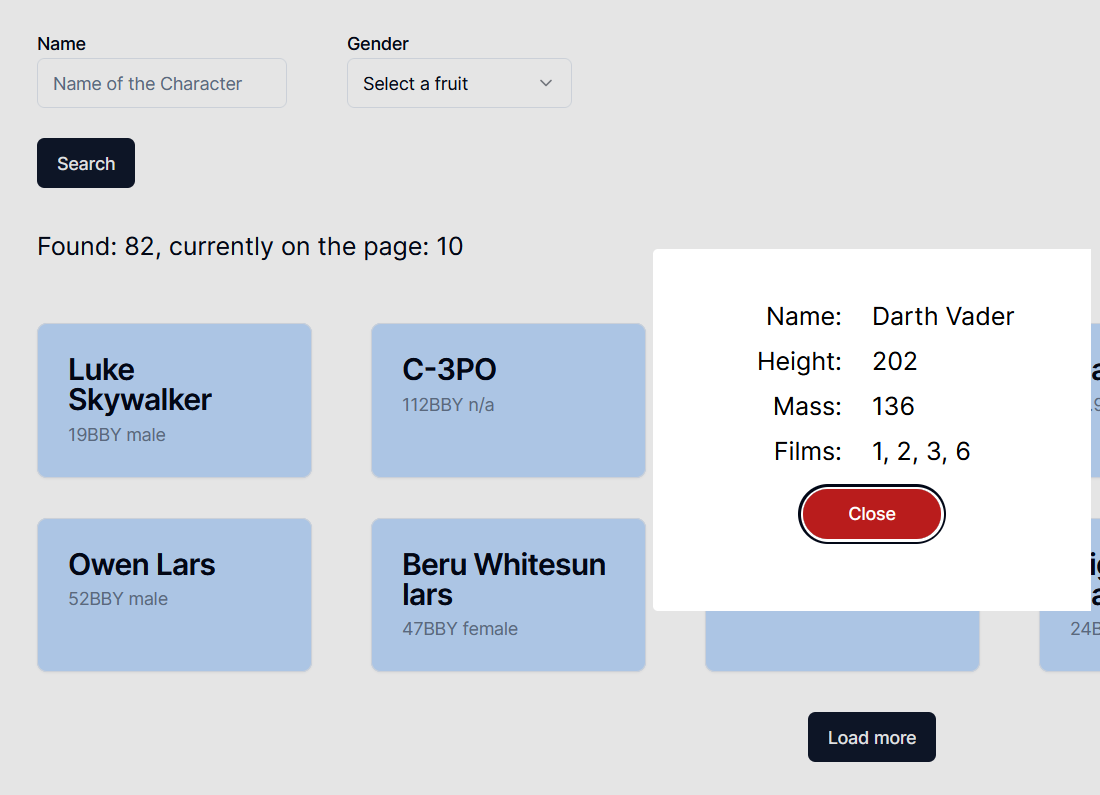 Name
Gender
Name of the Character
Select a fruit
Search
Found: 82, currently on the page: 10
Luke
Skywalker
19BBY male
C-3PO
112BBY n/a
Name: Darth Vader
Height: 202
Mass: 136
Films: 1, 2, 3, 6
Close
Owen Lars
52BBY male
Beru Whitesun
lars
47BBY female
Load more